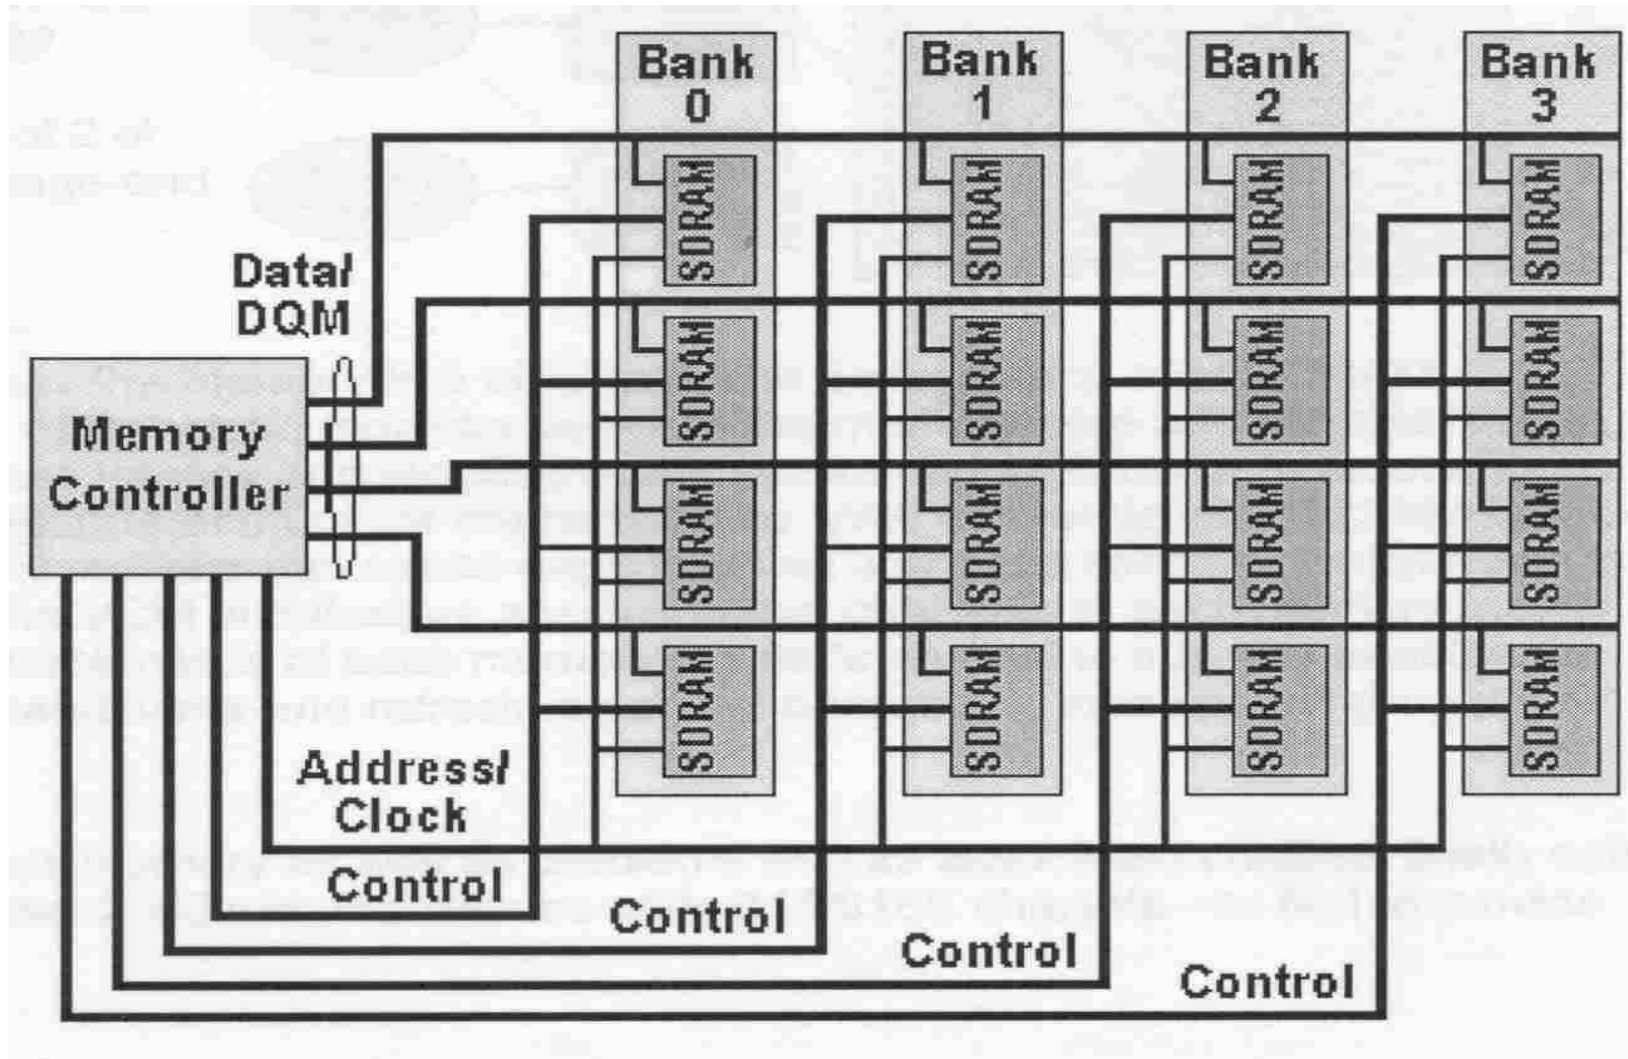 Bank
0
Bank
1
Bank
2
Bank
3
SDRAM
SDRAM
SDRAM
SDRAM
Data/
DQM
SDRAM
SDRAM
SDRAM
SDRAM
Memory
Controller
SDRAM
SDRAM
SDRAM
SDRAM
SDRAM
SDRAM
SDRAM
SDRAM
Address/
Clock
Control
Control
Control
Control